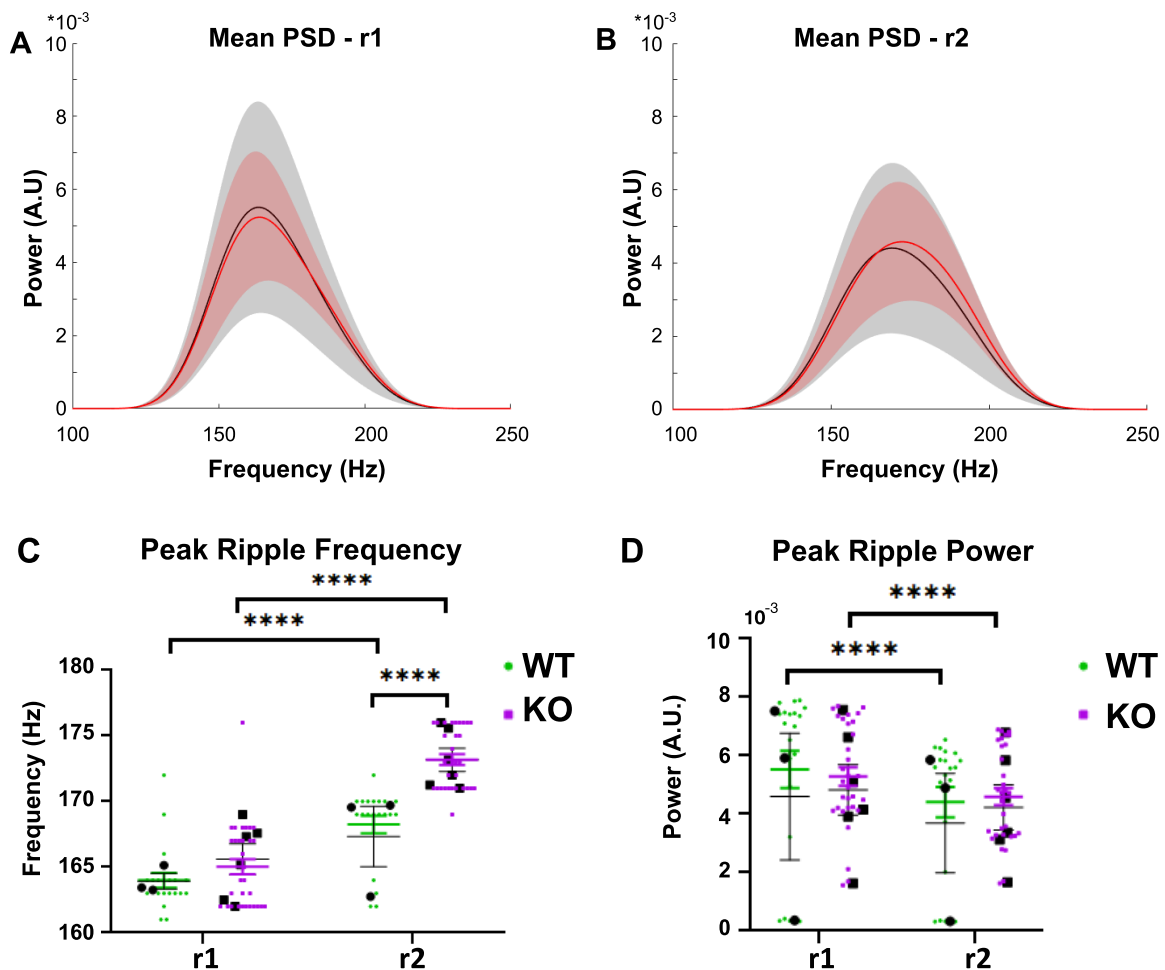 A
*10⁻³
Mean PSD - r1
10
8
6
4
2
0
Power (A.U)
100
150
200
250
Frequency (Hz)
B
*10⁻³
Mean PSD - r2
10
8
6
4
2
0
Power (A.U)
100
150
200
250
Frequency (Hz)
C
Peak Ripple Frequency
****
****
****
180
175
170
165
160
Frequency (Hz)
r1
r2
WT
KO
D
Peak Ripple Power
10⁻³
****
****
10
8
6
4
2
0
Power (A.U.)
r1
r2
WT
KO